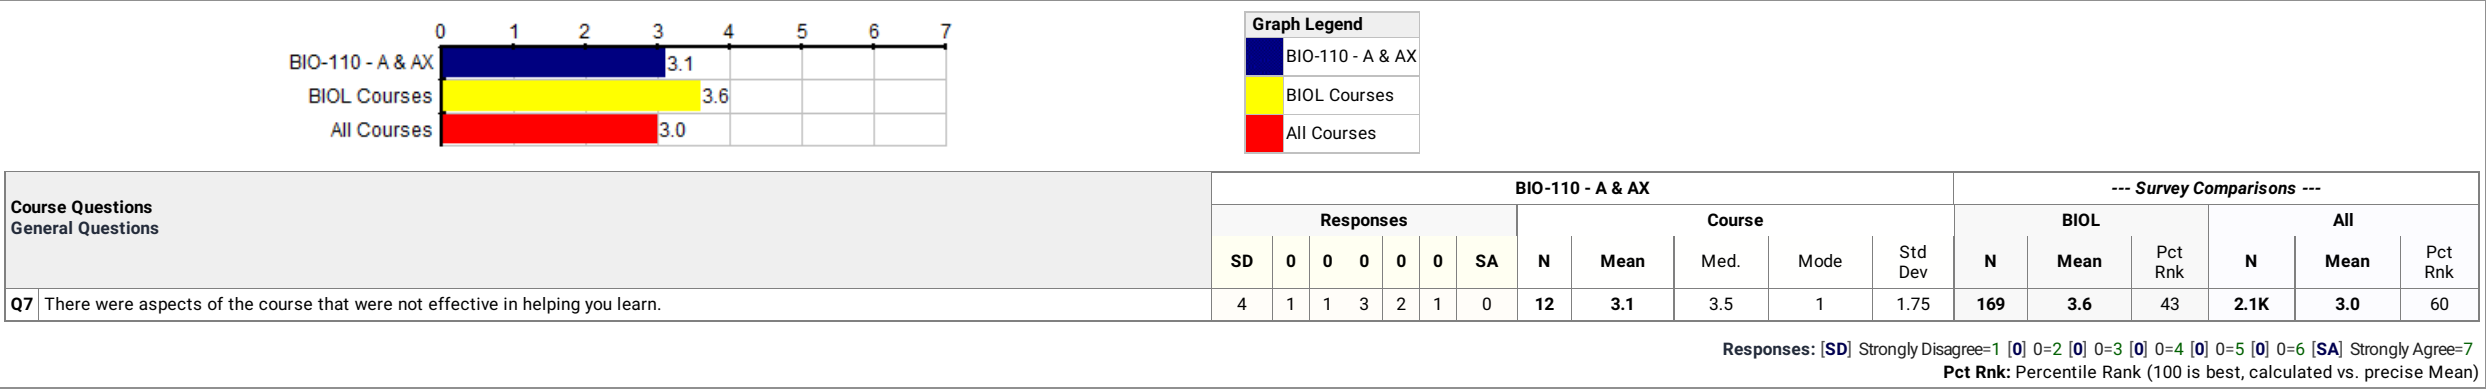 0 1 2 3 4 5 6 7
BIO-110 - A & AX 3.1
BIOL Courses 3.6
All Courses 3.0
Graph Legend
BIO-110 - A & AX
BIOL Courses
All Courses
Course Questions
General Questions
BIO-110 - A & AX --- Survey Comparisons ---
Responses Course BIOL All
SD 0 0 0 0 0 SA N Mean Med. Mode Std Dev N Mean Pct Rnk N Mean Pct Rnk
Q7 There were aspects of the course that were not effective in helping you learn. 4 1 1 3 2 1 0 12 3.1 3.5 1 1.75 169 3.6 43 2.1K 3.0 60
Responses: [SD] Strongly Disagree=1 [0] 0=2 [0] 0=3 [0] 0=4 [0] 0=5 [0] 0=6 [SA] Strongly Agree=7
Pct Rnk: Percentile Rank (100 is best, calculated vs. precise Mean)